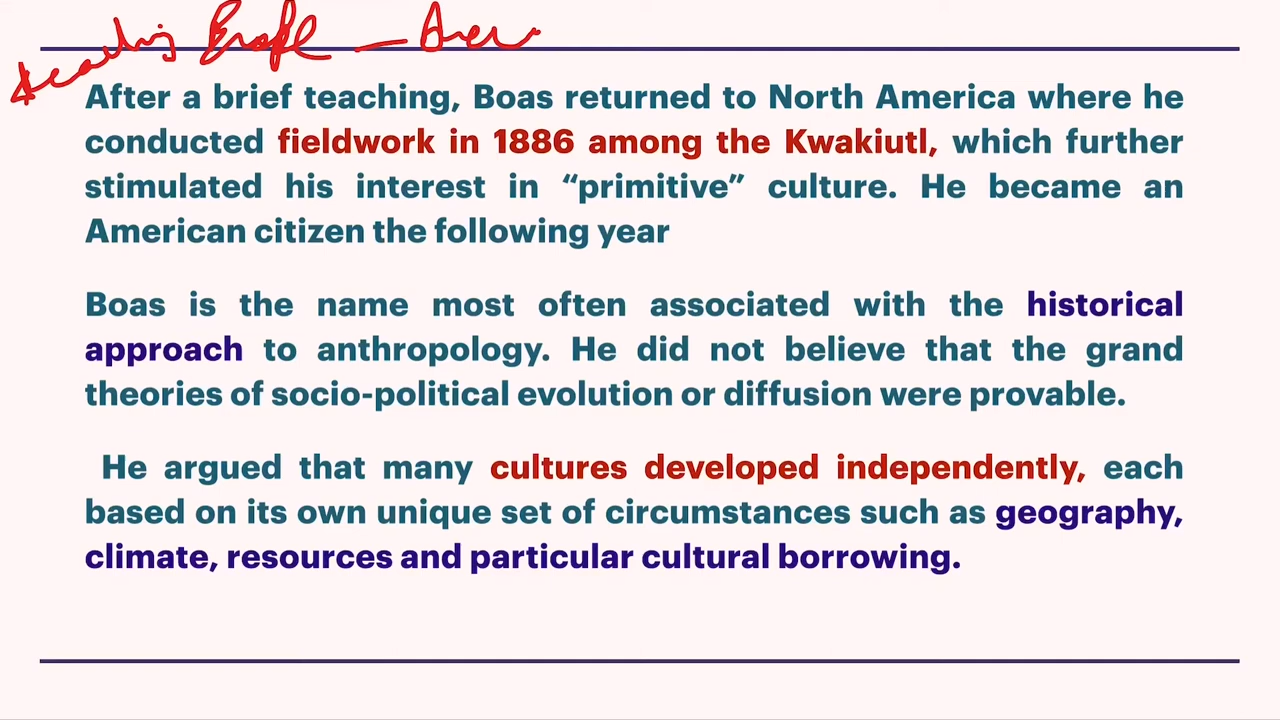 teaching
After a brief teaching, Boas returned to North America where he
conducted fieldwork in 1886 among the Kwakiutl, which further
stimulated his interest in “primitive” culture. He became an
American citizen the following year
Boas is the name most often associated with the historical
approach to anthropology. He did not believe that the grand
theories of socio-political evolution or diffusion were provable.
He argued that many cultures developed independently, each
based on its own unique set of circumstances such as geography,
climate, resources and particular cultural borrowing.